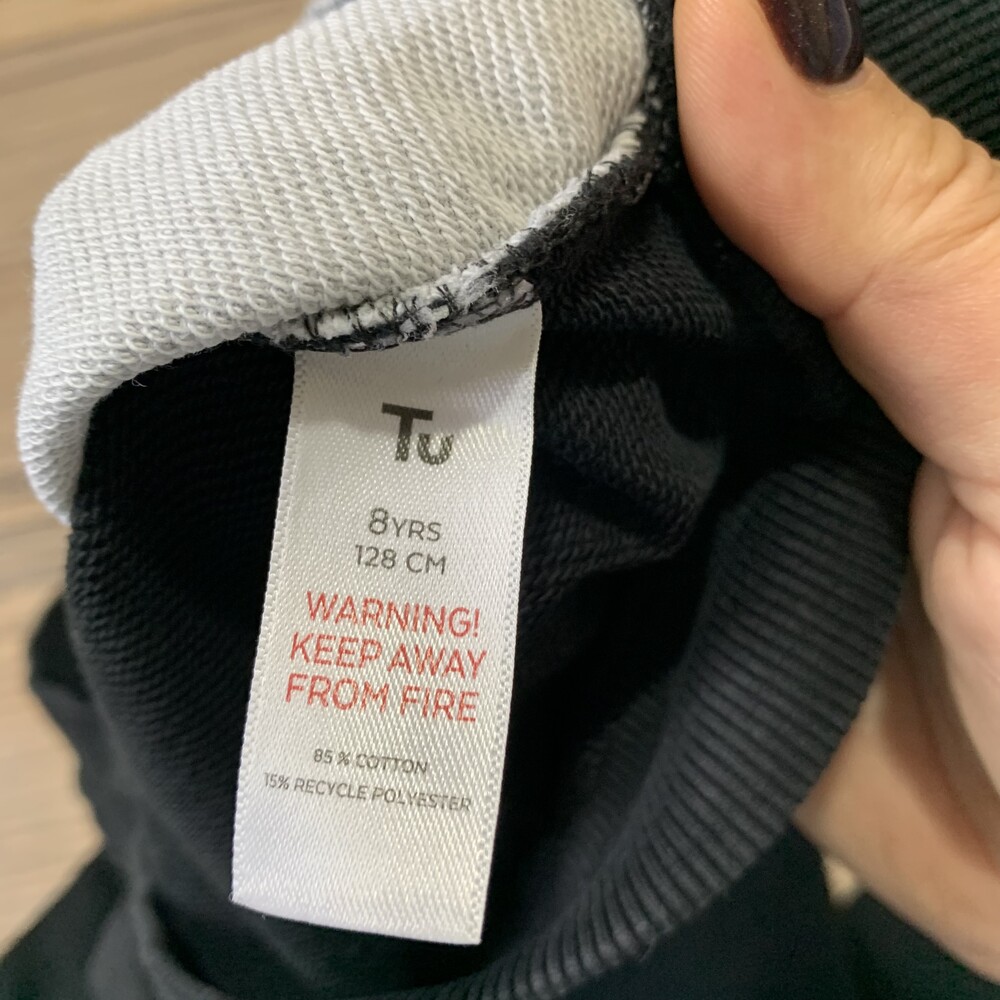 Tu
8YRS
128 CM
WARNING!
KEEP AWAY
FROM FIRE
85 % COTTON
15% RECYCLE POLYESTER